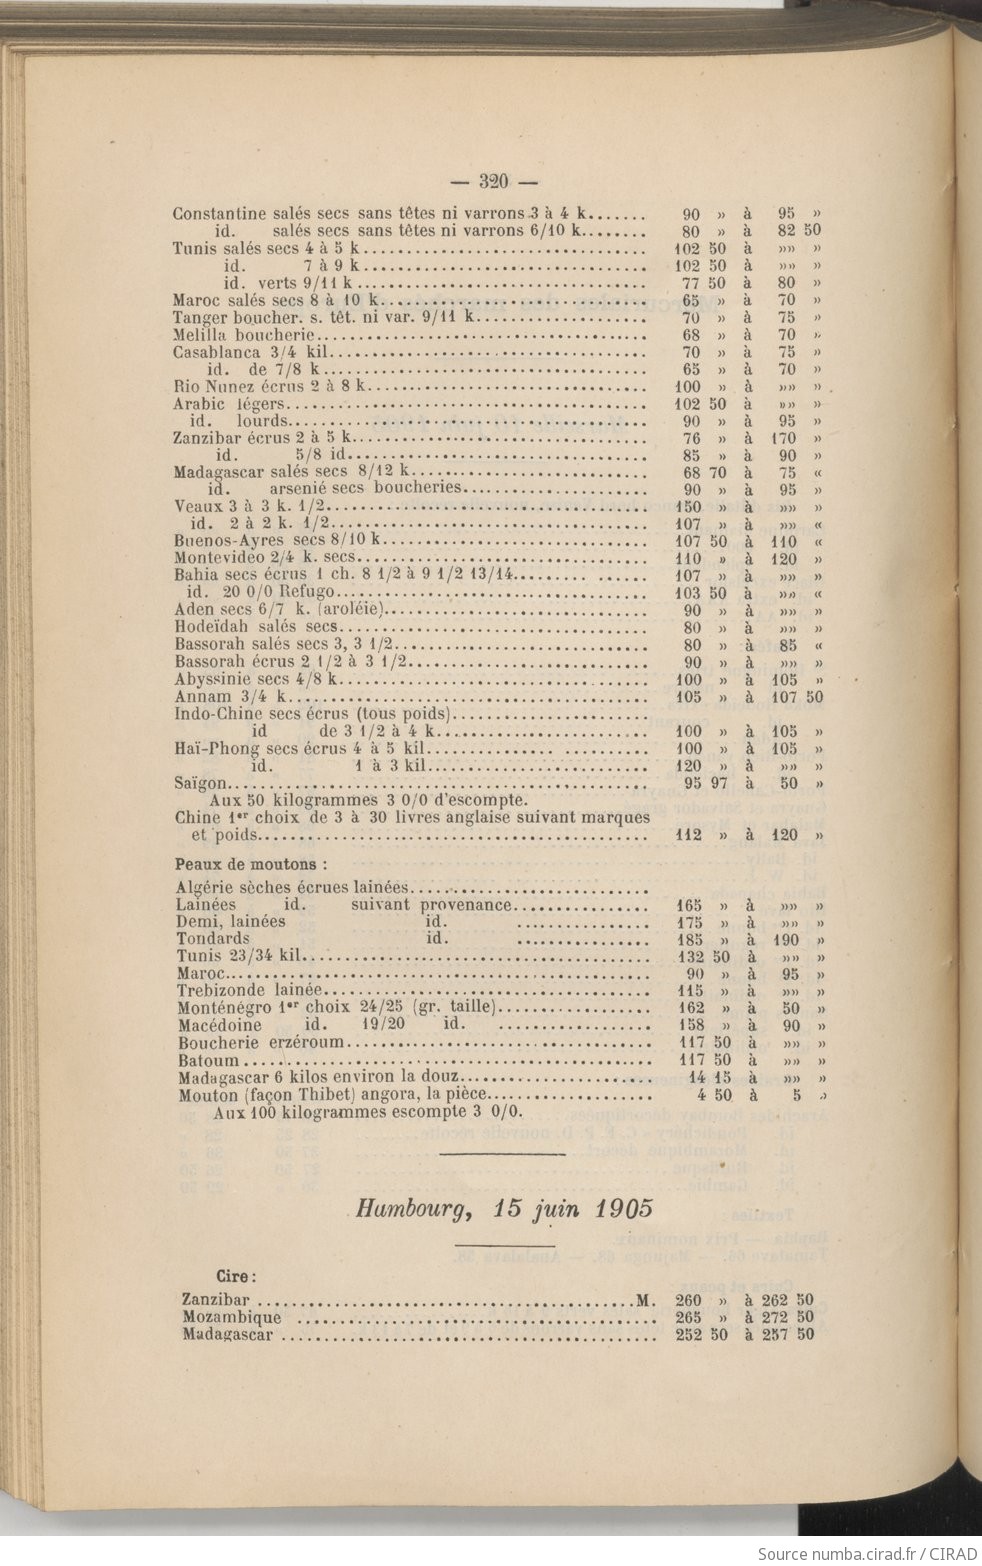 — 320 —
Constantine salés secs sans têtes ni varrons 3 à 4 k....... 90 » à 95 »
id. salés secs sans têtes ni varrons 6/10 k........ 80 » à 82 50
Tunis salés secs 4 à 5 k.................................. 102 50 à »» »
id. 7 à 9 k.................................. 102 50 à »» »
id. verts 9/11 k .................................. 77 50 à 80 »
Maroc salés secs 8 à 10 k................................ 65 » à 70 »
Tanger boucher. s. têt. ni var. 9/11 k..................... 70 » à 75 »
Melilla boucherie........................................ 68 » à 70 »
Casablanca 3/4 kil...................................... 70 » à 75 »
id. de 7/8 k....................................... 65 » à 70 »
Rio Nunez écrus 2 à 8 k................................. 100 » à »» »
Arabic légers........................................... 102 50 à »» »
id. lourds........................................... 90 » à 95 »
Zanzibar écrus 2 à 5 k................................... 76 » à 170 »
id. 5/8 id.................................... 85 » à 90 »
Madagascar salés secs 8/12 k............................ 68 70 à 75 «
id. arsenié secs boucheries...................... 90 » à 95 »
Veaux 3 à 3 k. 1/2...................................... 150 » à »» »
id. 2 à 2 k. 1/2...................................... 107 » à »» «
Buenos-Ayres secs 8/10 k................................ 107 50 à 110 «
Montevideo 2/4 k. secs................................... 110 » à 120 »
Bahia secs écrus 1 ch. 8 1/2 à 9 1/2 13/14......... ...... 107 » à »» »
id. 20 0/0 Refugo..................................... 103 50 à »» «
Aden secs 6/7 k. (aroléie)................................ 90 » à »» »
Hodeïdah salés secs..................................... 80 » à »» »
Bassorah salés secs 3, 3 1/2.............................. 80 » à 85 «
Bassorah écrus 2 1/2 à 3 1/2............................. 90 » à »» »
Abyssinie secs 4/8 k..................................... 100 » à 105 »
Annam 3/4 k........................................... 105 » à 107 50
Indo-Chine secs écrus (tous poids)........................
id de 3 1/2 à 4 k......................... 100 » à 105 »
Haï-Phong secs écrus 4 à 5 kil............... .......... 100 » à 105 »
id. 1 à 3 kil.......................... 120 » à »» »
Saïgon.................................................. 95 97 à 50 »
Aux 50 kilogrammes 3 0/0 d'escompte.
Chine 1er choix de 3 à 30 livres anglaise suivant marques
et poids.............................................. 112 » à 120 »
Peaux de moutons :
Algérie sèches écrues lainées.............................
Lainées id. suivant provenance................ 165 » à »» »
Demi, lainées id. ................ 175 » à »» »
Tondards id. ................ 185 » à 190 »
Tunis 23/34 kil......................................... 132 50 à »» »
Maroc.................................................. 90 » à 95 »
Trebizonde lainée....................................... 115 » à »» »
Monténégro 1er choix 24/25 (gr. taille).................. 162 » à 50 »
Macédoine id. 19/20 id. .................. 158 » à 90 »
Boucherie erzéroum.................................... 117 50 à »» »
Batoum ................................................ 117 50 à »» »
Madagascar 6 kilos environ la douz....................... 14 15 à »» »
Mouton (façon Thibet) angora, la pièce.................... 4 50 à 5 »
Aux 100 kilogrammes escompte 3 0/0.
Hambourg, 15 juin 1905
Cire :
Zanzibar .............................................M. 260 » à 262 50
Mozambique ........................................... 265 » à 272 50
Madagascar ............................................. 252 50 à 257 50
Source numba.cirad.fr / CIRAD